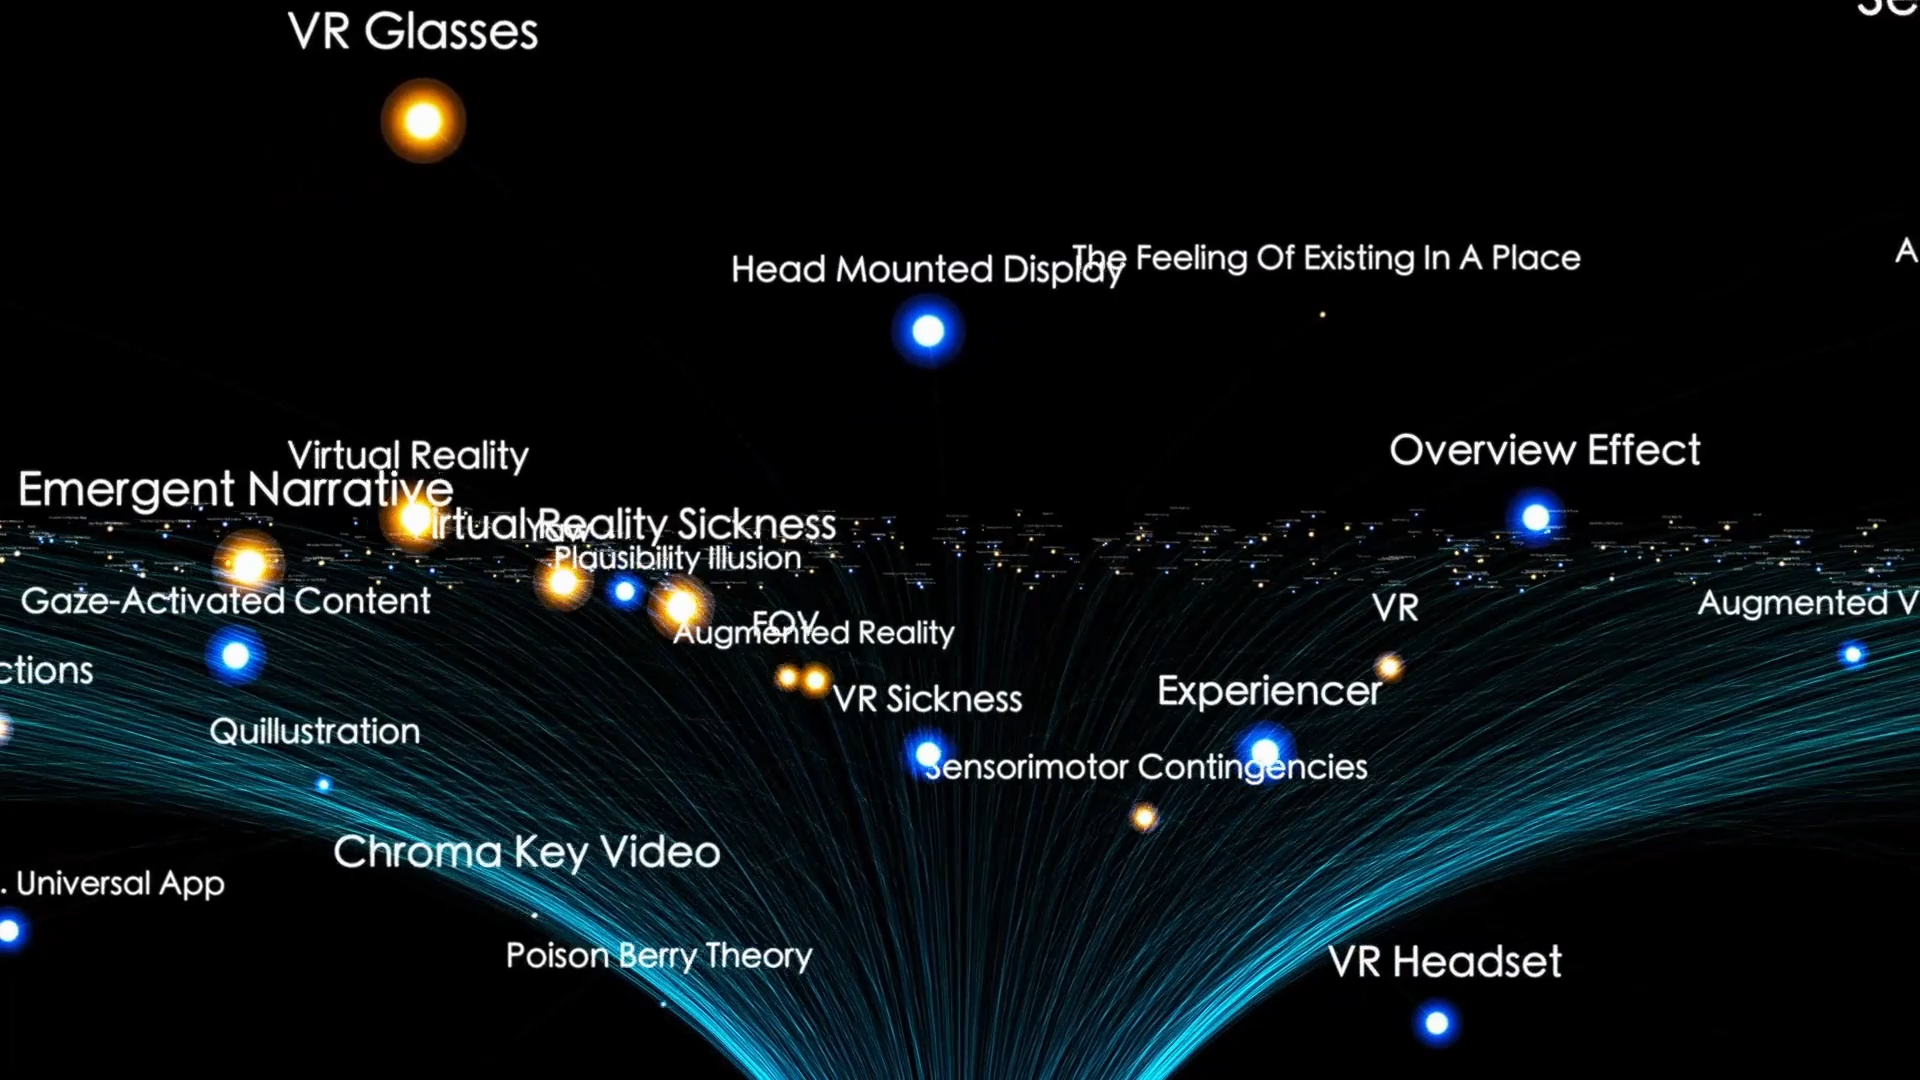 VR Glasses
Se
Head Mounted Display
The Feeling Of Existing In A Place
A
Virtual Reality
Overview Effect
Emergent Narrative
Virtual Reality Sickness
Yaw
Plausibility Illusion
Gaze-Activated Content
VR
Augmented V
FOV
Augmented Reality
ctions
VR Sickness
Experiencer
Quillustration
Sensorimotor Contingencies
Chroma Key Video
. Universal App
Poison Berry Theory
VR Headset